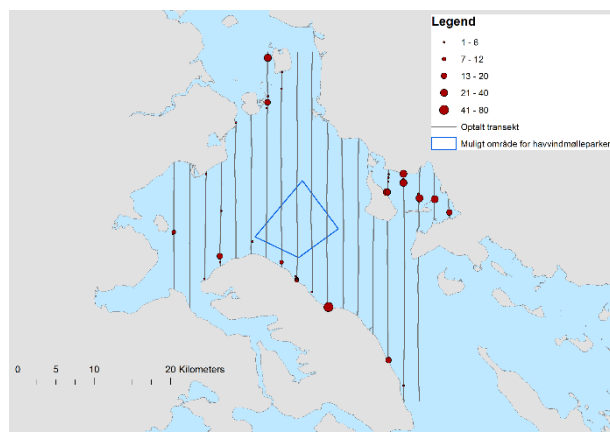 Legend
1 - 6
7 - 12
13 - 20
21 - 40
41 - 80
Optalt transekt
Muligt område for havvindmølleparker
0 5 10 20 Kilometers